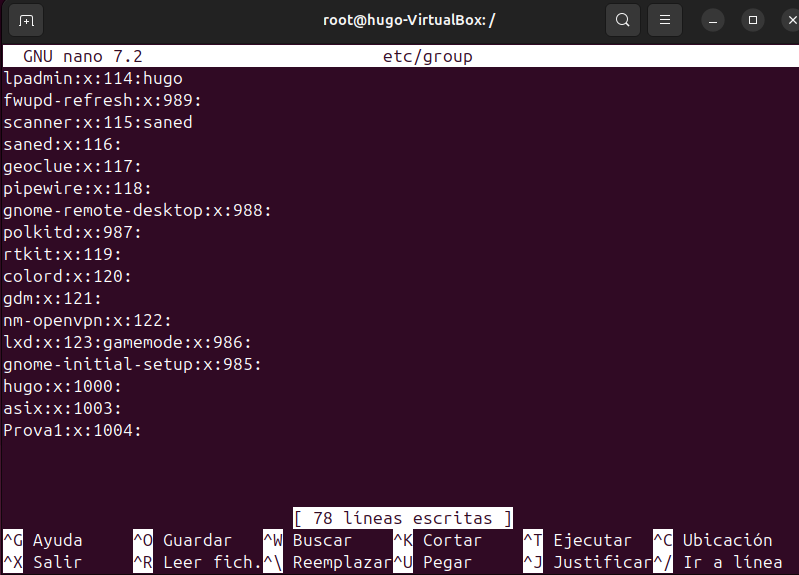 root@hugo-VirtualBox: /
GNU nano 7.2 etc/group
lpadmin:x:114:hugo
fwupd-refresh:x:989:
scanner:x:115:saned
saned:x:116:
geoclue:x:117:
pipewire:x:118:
gnome-remote-desktop:x:988:
polkitd:x:987:
rtkit:x:119:
colord:x:120:
gdm:x:121:
nm-openvpn:x:122:
lxd:x:123:gamemode:x:986:
gnome-initial-setup:x:985:
hugo:x:1000:
asix:x:1003:
Prova1:x:1004:
[ 78 líneas escritas ]
^G Ayuda ^O Guardar ^W Buscar ^K Cortar ^T Ejecutar ^C Ubicación
^X Salir ^R Leer fich. ^\ Reemplazar ^U Pegar ^J Justificar ^/ Ir a línea